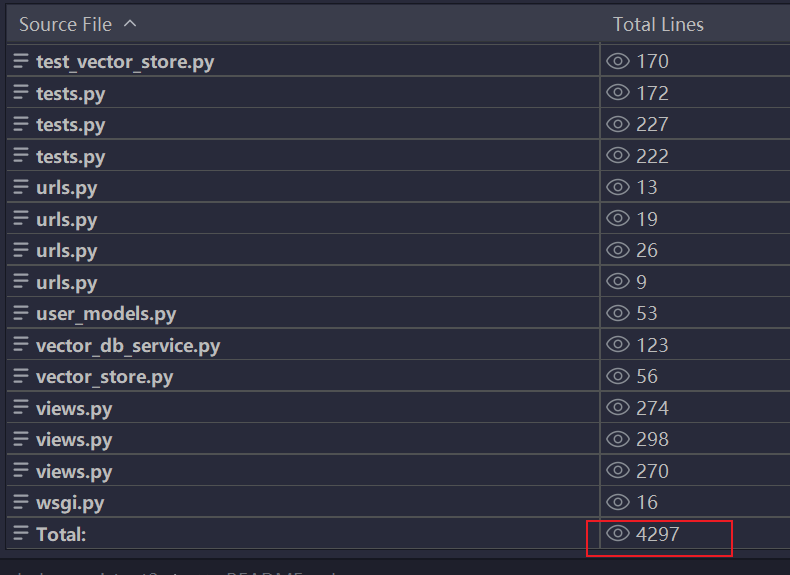 Source File Total Lines
test_vector_store.py 170
tests.py 172
tests.py 227
tests.py 222
urls.py 13
urls.py 19
urls.py 26
urls.py 9
user_models.py 53
vector_db_service.py 123
vector_store.py 56
views.py 274
views.py 298
views.py 270
wsgi.py 16
Total: 4297